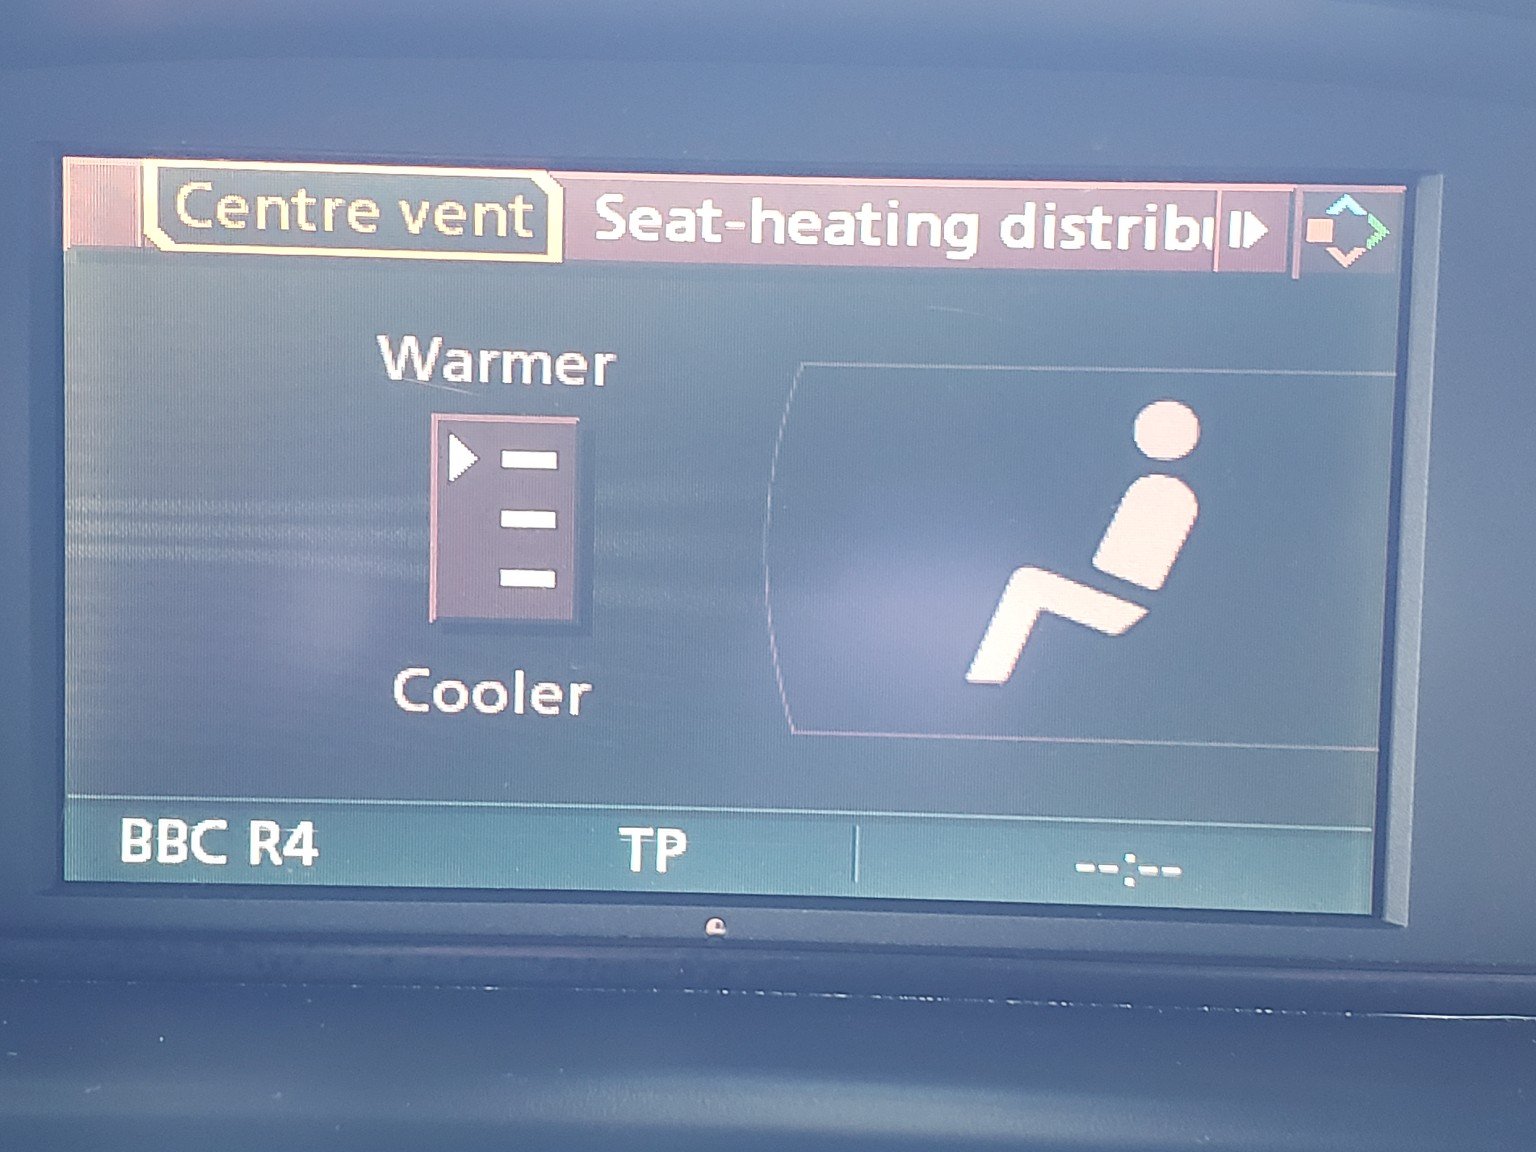 Centre vent Seat-heating distrib
Warmer
Cooler
BBC R4 TP --:--